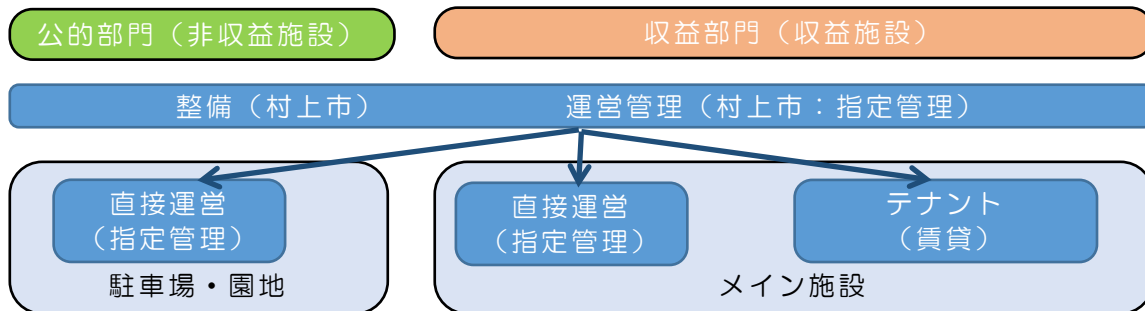 公的部門（非収益施設）
収益部門（収益施設）
整備（村上市）
運営管理（村上市：指定管理）
直接運営
（指定管理）
駐車場・園地
直接運営
（指定管理）
テナント
（賃貸）
メイン施設